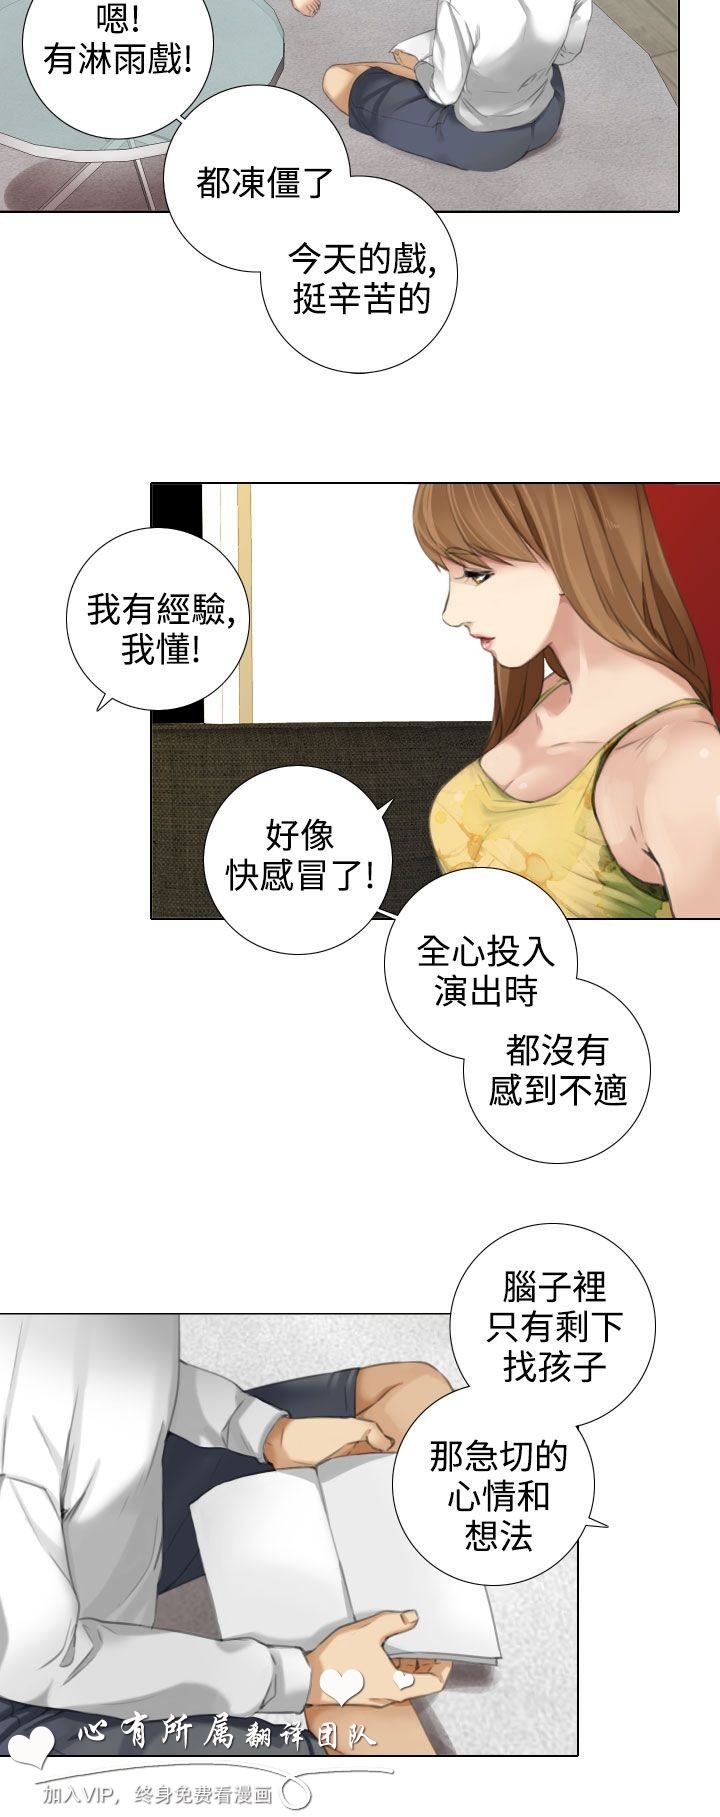 嗯!
有淋雨戲!
都凍僵了
今天的戲,
挺辛苦的
我有經驗,
我懂!
好像
快感冒了!
全心投入
演出時
都沒有
感到不適
腦子裡
只有剩下
找孩子
那急切的
心情和
想法
心有所属翻译团队
加入VIP，终身免费看漫画